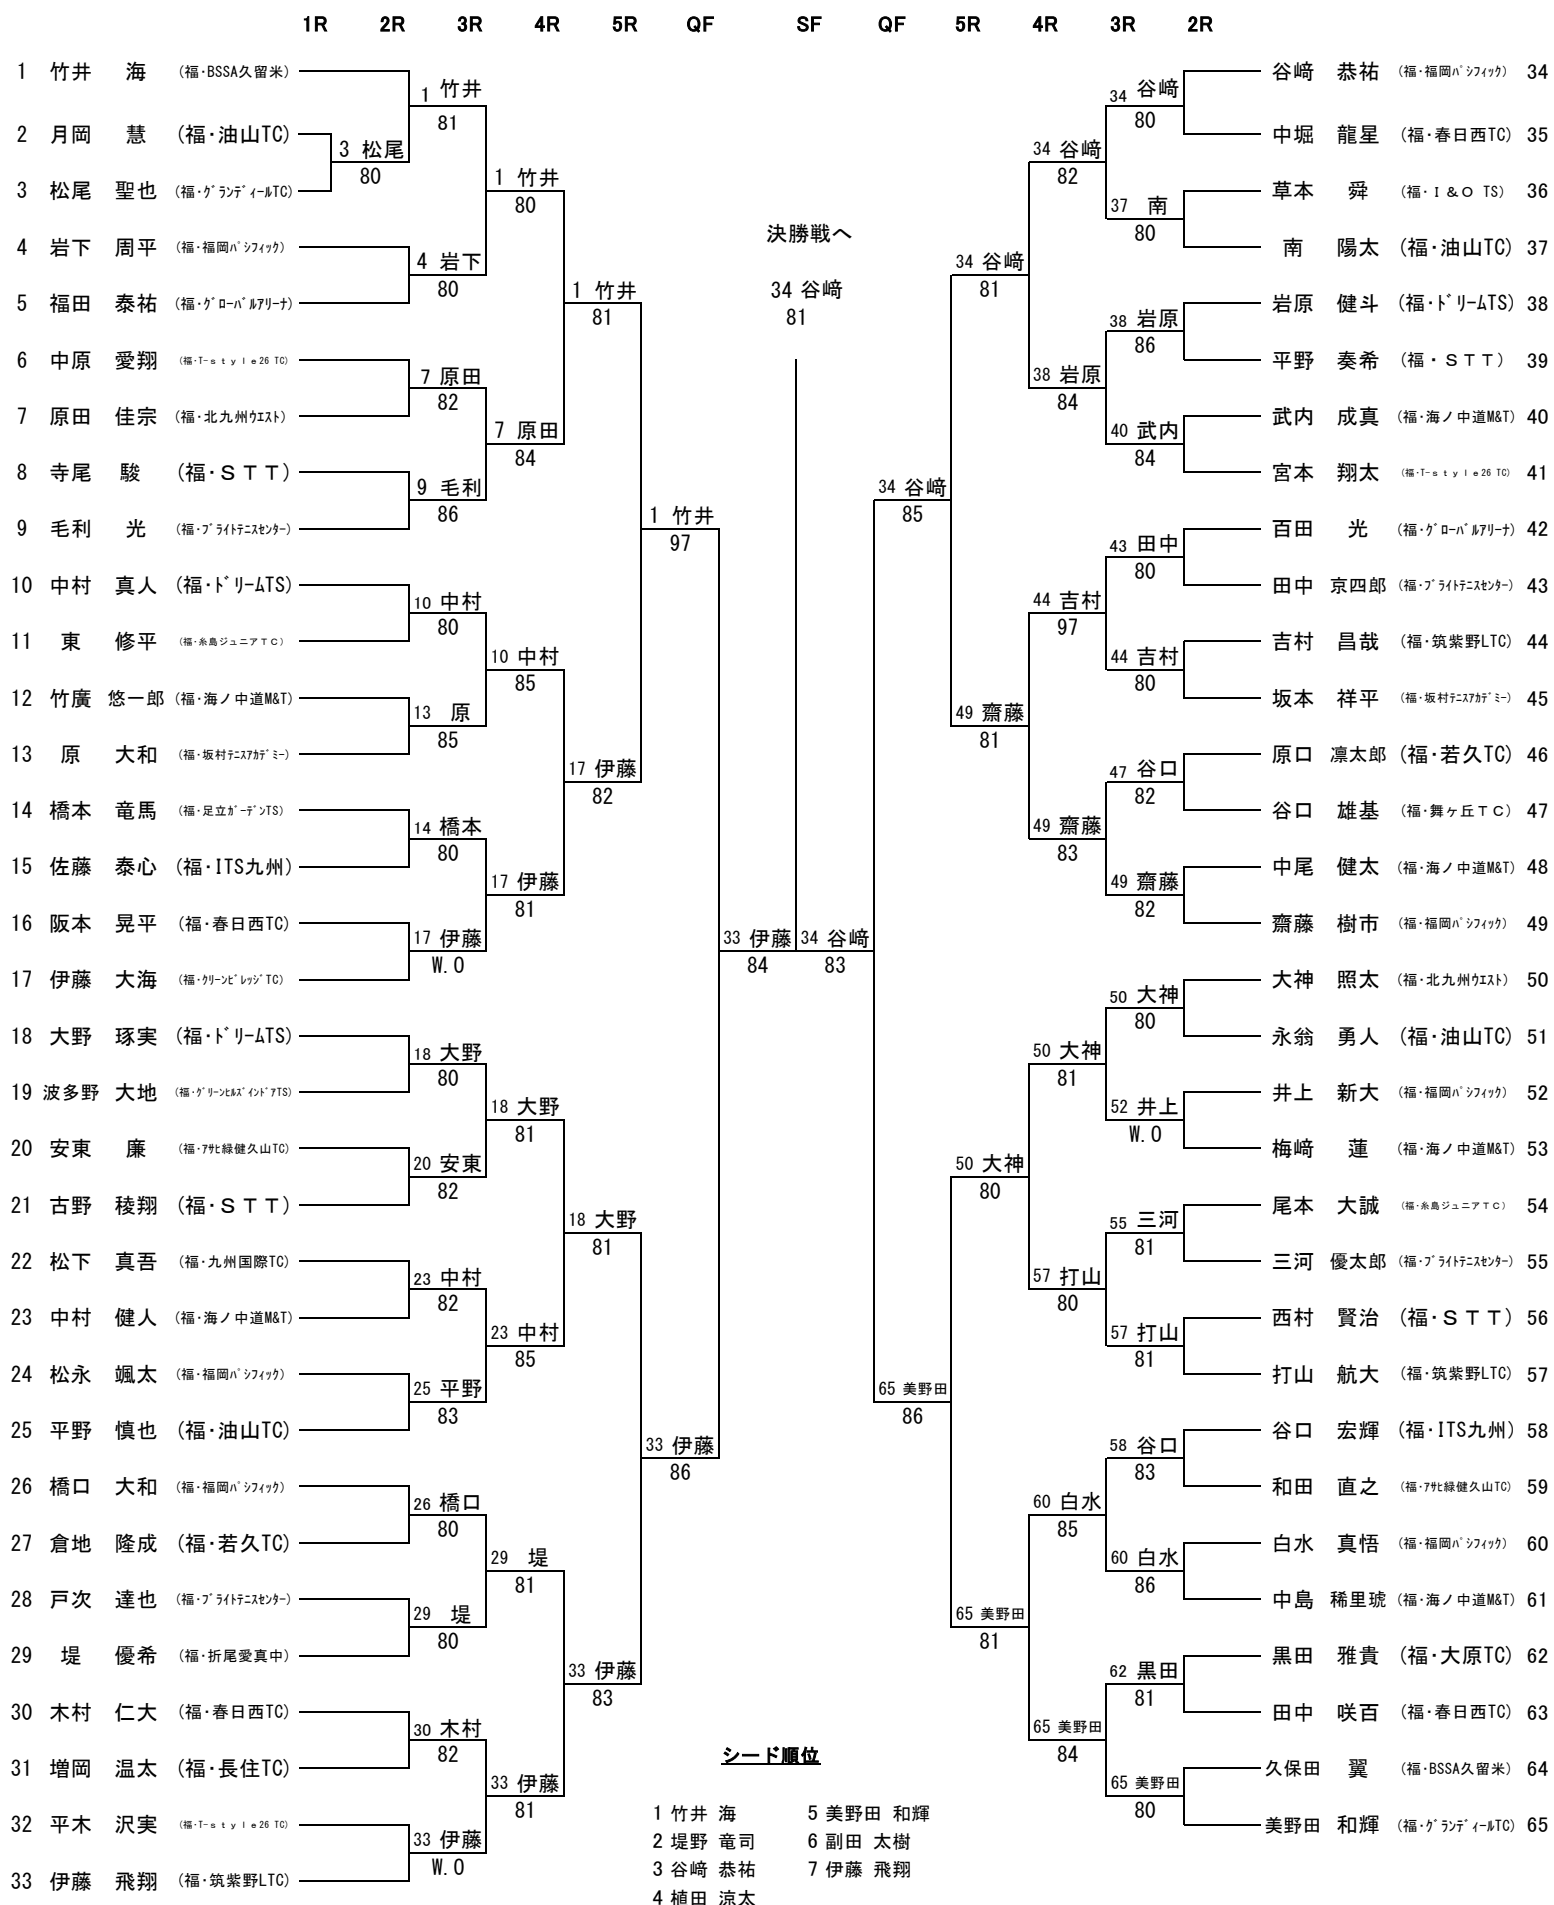 1R 2R 3R 4R 5R QF SF QF 5R 4R 3R 2R
1 竹井 海 (福・BSSA久留米)
2 月岡 慧 (福・油山TC)
3 松尾 聖也 (福・グランディールTC)
4 岩下 周平 (福・福岡パシフィック)
5 福田 泰祐 (福・グローバルアリーナ)
6 中原 愛翔 (福・T-style26 TC)
7 原田 佳宗 (福・北九州ウエスト)
8 寺尾 駿 (福・STT)
9 毛利 光 (福・ブライトテニスセンター)
10 中村 真人 (福・ドリームTS)
11 東 修平 (福・糸島ジュニアTC)
12 竹廣 悠一郎 (福・海ノ中道M&T)
13 原 大和 (福・坂村テニスアカデミー)
14 橋本 竜馬 (福・足立ガーデンTS)
15 佐藤 泰心 (福・ITS九州)
16 阪本 晃平 (福・春日西TC)
17 伊藤 大海 (福・クリーンビレッジTC)
18 大野 琢実 (福・ドリームTS)
19 波多野 大地 (福・グリーンヒルズインドアTS)
20 安東 廉 (福・アサヒ緑健久山TC)
21 古野 稜翔 (福・STT)
22 松下 真吾 (福・九州国際TC)
23 中村 健人 (福・海ノ中道M&T)
24 松永 颯太 (福・福岡パシフィック)
25 平野 慎也 (福・油山TC)
26 橋口 大和 (福・福岡パシフィック)
27 倉地 隆成 (福・若久TC)
28 戸次 達也 (福・ブライトテニスセンター)
29 堤 優希 (福・折尾愛真中)
30 木村 仁大 (福・春日西TC)
31 増岡 温太 (福・長住TC)
32 平木 沢実 (福・T-style26 TC)
33 伊藤 飛翔 (福・筑紫野LTC)
3 松尾
80
1 竹井
81
4 岩下
80
7 原田
82
9 毛利
86
10 中村
80
13 原
85
14 橋本
80
17 伊藤
W.O
18 大野
80
20 安東
82
23 中村
82
25 平野
83
26 橋口
80
29 堤
80
30 木村
82
33 伊藤
W.O
1 竹井
80
7 原田
84
10 中村
85
17 伊藤
81
18 大野
81
23 中村
85
29 堤
81
33 伊藤
81
1 竹井
81
17 伊藤
82
18 大野
81
33 伊藤
83
1 竹井
97
33 伊藤
86
33 伊藤
84
決勝戦へ
34 谷﨑
81
34 谷﨑
83
34 谷﨑
85
65 美野田
86
34 谷﨑
81
49 齋藤
81
50 大神
80
65 美野田
81
34 谷﨑
82
38 岩原
84
44 吉村
97
49 齋藤
83
50 大神
81
57 打山
80
60 白水
85
65 美野田
84
34 谷﨑
80
37 南
80
38 岩原
86
40 武内
84
43 田中
80
44 吉村
80
47 谷口
82
49 齋藤
82
50 大神
80
52 井上
W.O
55 三河
81
57 打山
81
58 谷口
83
60 白水
86
62 黒田
81
65 美野田
80
谷﨑 恭祐 (福・福岡パシフィック) 34
中堀 龍星 (福・春日西TC) 35
草本 舜 (福・I&O TS) 36
南 陽太 (福・油山TC) 37
岩原 健斗 (福・ドリームTS) 38
平野 奏希 (福・STT) 39
武内 成真 (福・海ノ中道M&T) 40
宮本 翔太 (福・T-style26 TC) 41
百田 光 (福・グローバルアリーナ) 42
田中 京四郎 (福・ブライトテニスセンター) 43
吉村 昌哉 (福・筑紫野LTC) 44
坂本 祥平 (福・坂村テニスアカデミー) 45
原口 凛太郎 (福・若久TC) 46
谷口 雄基 (福・舞ヶ丘TC) 47
中尾 健太 (福・海ノ中道M&T) 48
齋藤 樹市 (福・福岡パシフィック) 49
大神 照太 (福・北九州ウエスト) 50
永翁 勇人 (福・油山TC) 51
井上 新大 (福・福岡パシフィック) 52
梅﨑 蓮 (福・海ノ中道M&T) 53
尾本 大誠 (福・糸島ジュニアTC) 54
三河 優太郎 (福・ブライトテニスセンター) 55
西村 賢治 (福・STT) 56
打山 航大 (福・筑紫野LTC) 57
谷口 宏輝 (福・ITS九州) 58
和田 直之 (福・アサヒ緑健久山TC) 59
白水 真悟 (福・福岡パシフィック) 60
中島 稀里琥 (福・海ノ中道M&T) 61
黒田 雅貴 (福・大原TC) 62
田中 咲百 (福・春日西TC) 63
久保田 翼 (福・BSSA久留米) 64
美野田 和輝 (福・グランディールTC) 65
シード順位
1 竹井 海 5 美野田 和輝
2 堤野 竜司 6 副田 太樹
3 谷﨑 恭祐 7 伊藤 飛翔
4 植田 涼太